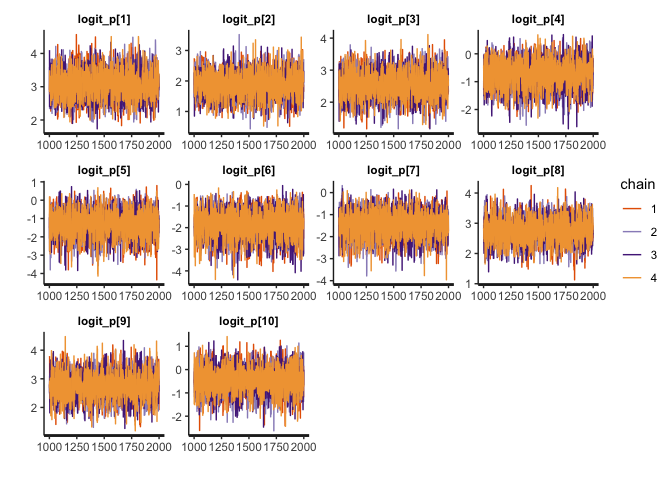 logit_p[1] logit_p[2] logit_p[3] logit_p[4]
4 3 2
3 2 1
4 3 2
0 -1 -2
1000 1250 1500 1750 2000 1000 1250 1500 1750 2000 1000 1250 1500 1750 2000 1000 1250 1500 1750 2000
logit_p[5] logit_p[6] logit_p[7] logit_p[8]
1 0 -1 -2 -3 -4
0 -1 -2 -3 -4
0 -1 -2 -3 -4
4 3 2 1
1000 1250 1500 1750 2000 1000 1250 1500 1750 2000 1000 1250 1500 1750 2000 1000 1250 1500 1750 2000
logit_p[9] logit_p[10]
4 3 2
1 0 -1 -2
1000 1250 1500 1750 2000 1000 1250 1500 1750 2000
chain
1
2
3
4